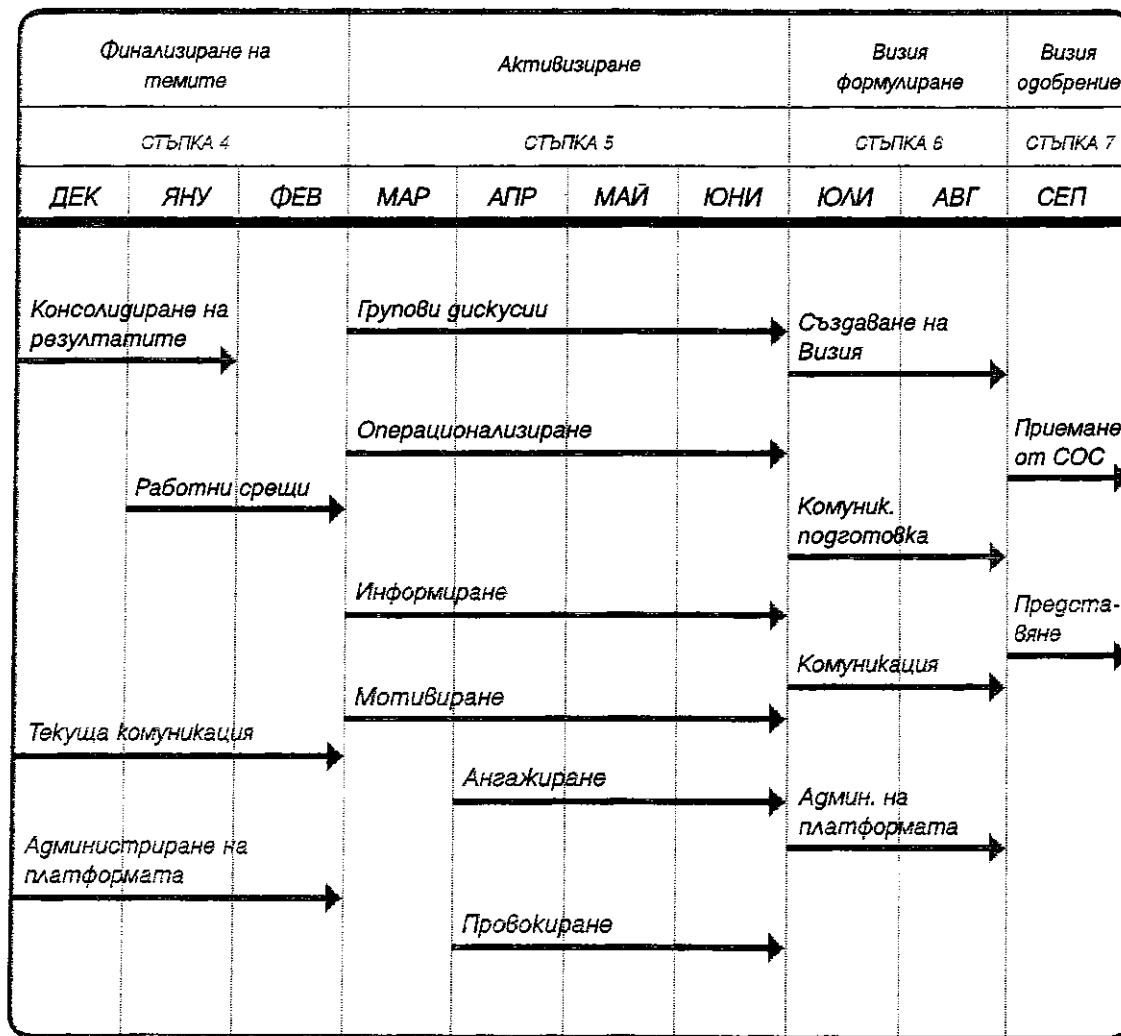 Финализиране на
темите
Активизиране
Визия
формулиране
Визия
одобрение
СТЪПКА 4
СТЪПКА 5
СТЪПКА 6
СТЪПКА 7
ДЕК
ЯНУ
ФЕВ
МАР
АПР
МАЙ
ЮНИ
ЮЛИ
АВГ
СЕП
Консолидиране на
резултатите
Работни срещи
Текуща комуникация
Администриране на
платформата
Групови дискусии
Операционализиране
Информиране
Мотивиране
Ангажиране
Провокиране
Създаване на
Визия
Комуник.
подготовка
Комуникация
Админ. на
платформата
Приемане
от СОС
Предста-
вяне